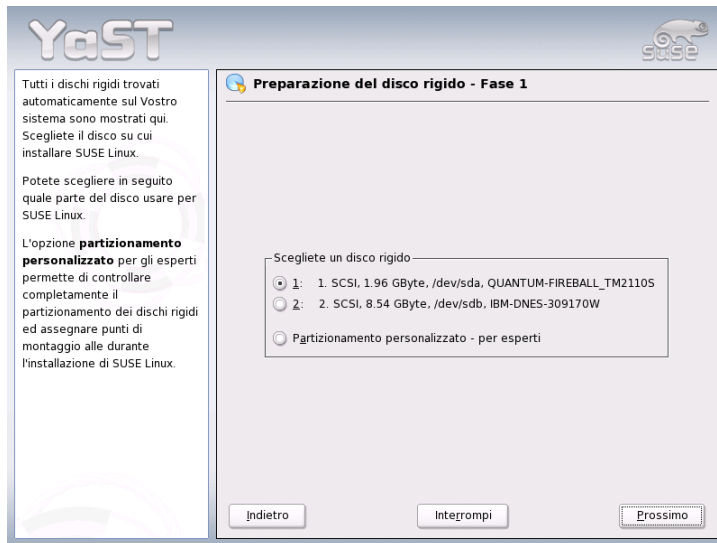 YaST
SUSE
Tutti i dischi rigidi trovati
automaticamente sul Vostro
sistema sono mostrati qui.
Scegliete il disco su cui
installare SUSE Linux.
Potete scegliere in seguito
quale parte del disco usare per
SUSE Linux.
L'opzione partizionamento
personalizzato per gli esperti
permette di controllare
completamente il
partizionamento dei dischi rigidi
ed assegnare punti di
montaggio alle durante
l'installazione di SUSE Linux.
Preparazione del disco rigido - Fase 1
Scegliete un disco rigido
1: 1. SCSI, 1.96 GByte, /dev/sda, QUANTUM-FIREBALL_TM2110S
2: 2. SCSI, 8.54 GByte, /dev/sdb, IBM-DNES-309170W
Partizionamento personalizzato - per esperti
Indietro
Interrompi
Prossimo